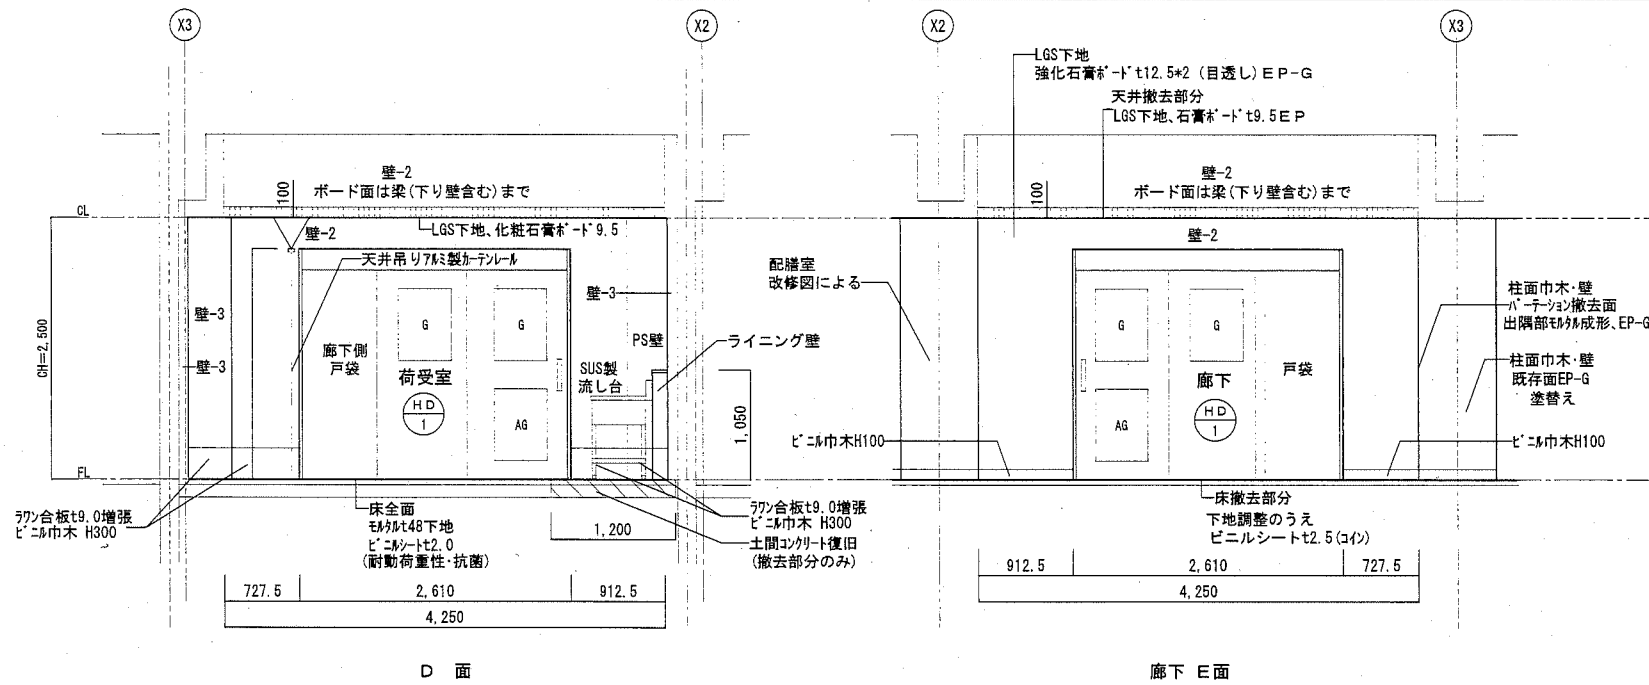 X3
X2
壁-2
ボード面は梁(下り壁含む)まで
100
CL
壁-2
LGS下地、化粧石膏ボード9.5
天井吊りアルミ製カーテンレール
壁-3
壁-3
壁-3
CH=2,500
廊下側
戸袋
G
G
荷受室
HD
1
AG
SUS製
流し台
PS壁
ライニング壁
1,050
FL
ラワン合板t9.0増張
ビニル巾木 H300
床全面
モルタルt48下地
ビニルシートt2.0
(耐動荷重性・抗菌)
1,200
ラワン合板t9.0増張
ビニル巾木 H300
土間コンクリート復旧
(撤去部分のみ)
727.5
2,610
912.5
4,250
D 面
X2
X3
LGS下地
強化石膏ボードt12.5*2 (目透し) EP-G
天井撤去部分
LGS下地、石膏ボードt9.5EP
壁-2
ボード面は梁(下り壁含む)まで
100
壁-2
配膳室
改修図による
G
G
AG
廊下
HD
1
戸袋
柱面巾木・壁
パーテーション撤去面
出隅部モルタル成形、EP-G
柱面巾木・壁
既存面EP-G
塗替え
ビニル巾木H100
ビニル巾木H100
床撤去部分
下地調整のうえ
ビニルシートt2.5(コイン)
912.5
2,610
727.5
4,250
廊下 E面